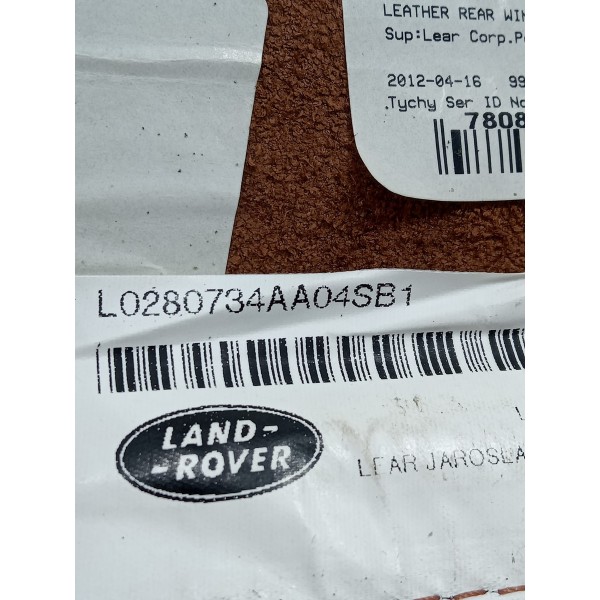 LEATHER REAR WIN
Sup:Lear Corp.Po
2012-04-16 99
.Tychy Ser ID No
7808
L0280734AA04SB1
LAND-
-ROVER
LEAR JAROSLA